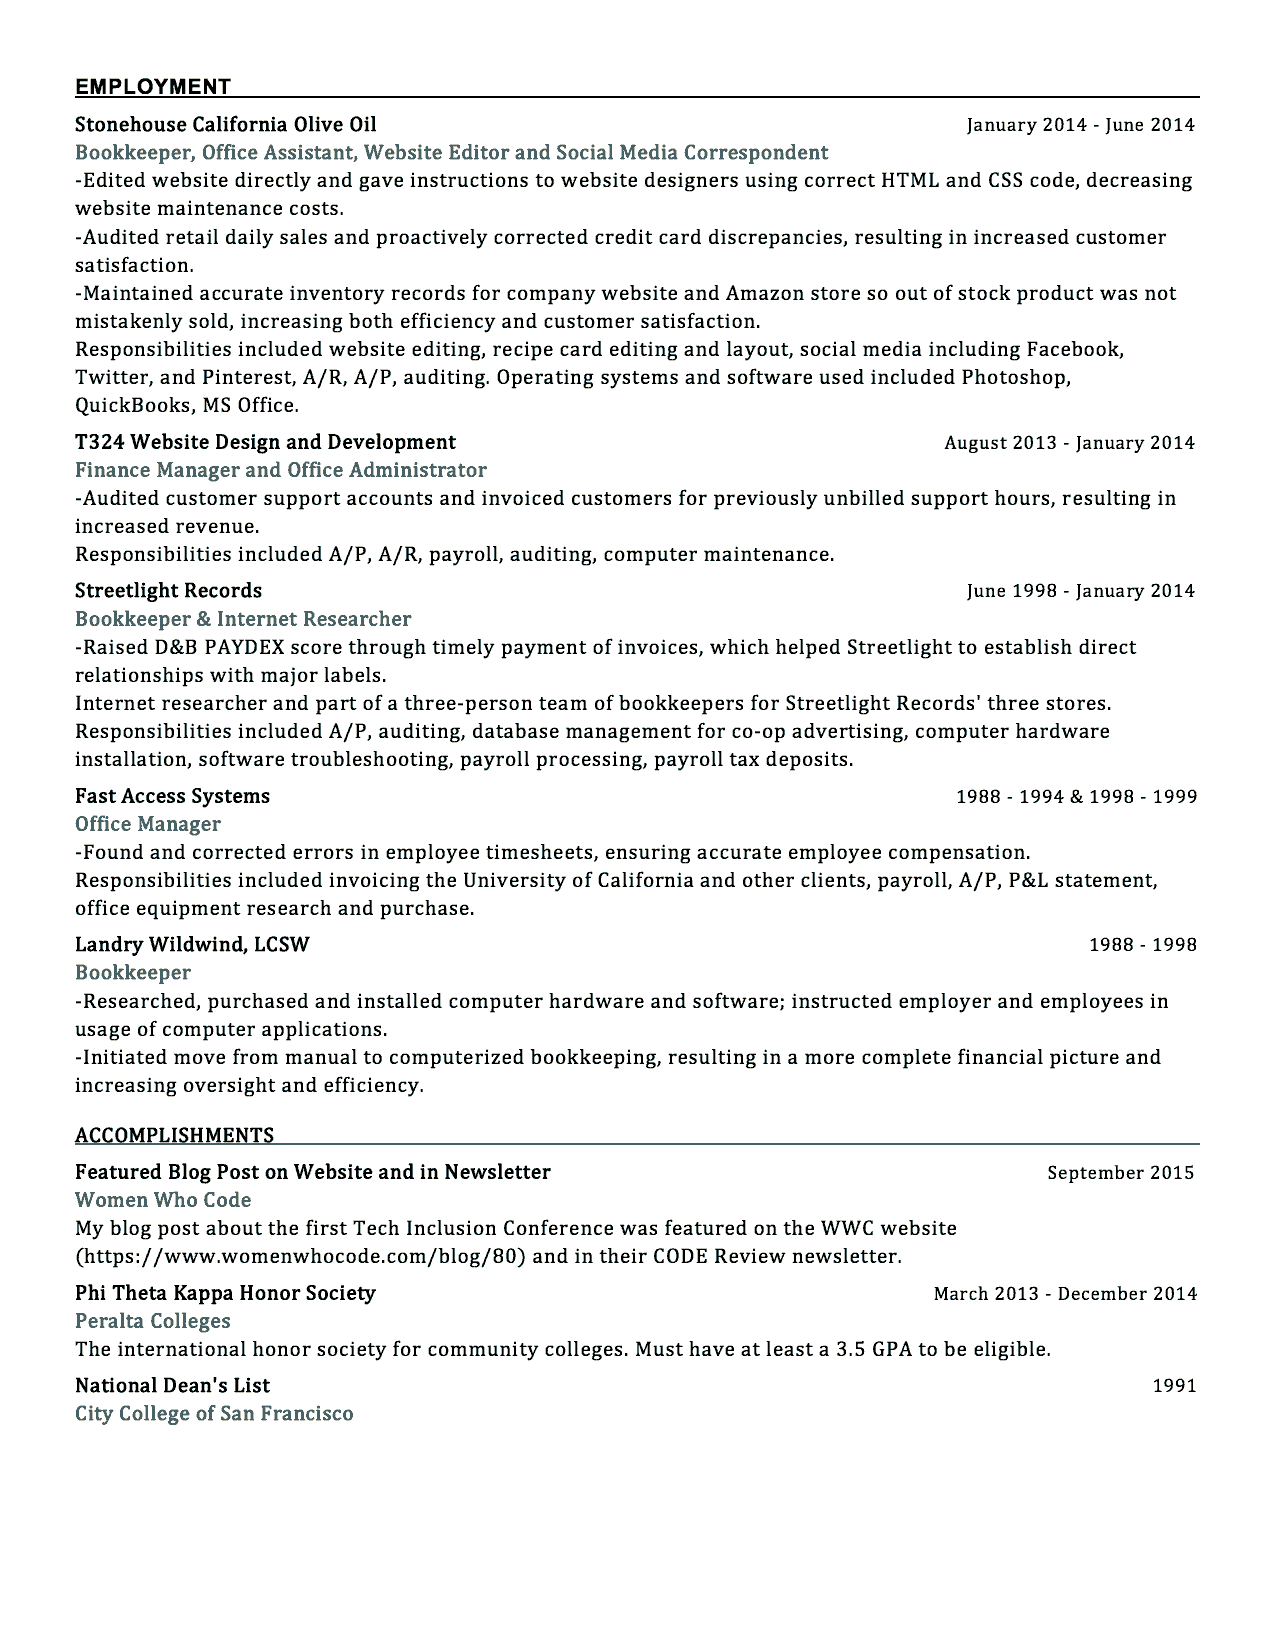 EMPLOYMENT
Stonehouse California Olive Oil January 2014 - June 2014
Bookkeeper, Office Assistant, Website Editor and Social Media Correspondent
-Edited website directly and gave instructions to website designers using correct HTML and CSS code, decreasing
website maintenance costs.
-Audited retail daily sales and proactively corrected credit card discrepancies, resulting in increased customer
satisfaction.
-Maintained accurate inventory records for company website and Amazon store so out of stock product was not
mistakenly sold, increasing both efficiency and customer satisfaction.
Responsibilities included website editing, recipe card editing and layout, social media including Facebook,
Twitter, and Pinterest, A/R, A/P, auditing. Operating systems and software used included Photoshop,
QuickBooks, MS Office.
T324 Website Design and Development August 2013 - January 2014
Finance Manager and Office Administrator
-Audited customer support accounts and invoiced customers for previously unbilled support hours, resulting in
increased revenue.
Responsibilities included A/P, A/R, payroll, auditing, computer maintenance.
Streetlight Records June 1998 - January 2014
Bookkeeper & Internet Researcher
-Raised D&B PAYDEX score through timely payment of invoices, which helped Streetlight to establish direct
relationships with major labels.
Internet researcher and part of a three-person team of bookkeepers for Streetlight Records' three stores.
Responsibilities included A/P, auditing, database management for co-op advertising, computer hardware
installation, software troubleshooting, payroll processing, payroll tax deposits.
Fast Access Systems 1988 - 1994 & 1998 - 1999
Office Manager
-Found and corrected errors in employee timesheets, ensuring accurate employee compensation.
Responsibilities included invoicing the University of California and other clients, payroll, A/P, P&L statement,
office equipment research and purchase.
Landry Wildwind, LCSW 1988 - 1998
Bookkeeper
-Researched, purchased and installed computer hardware and software; instructed employer and employees in
usage of computer applications.
-Initiated move from manual to computerized bookkeeping, resulting in a more complete financial picture and
increasing oversight and efficiency.
ACCOMPLISHMENTS
Featured Blog Post on Website and in Newsletter September 2015
Women Who Code
My blog post about the first Tech Inclusion Conference was featured on the WWC website
(https://www.womenwhocode.com/blog/80) and in their CODE Review newsletter.
Phi Theta Kappa Honor Society March 2013 - December 2014
Peralta Colleges
The international honor society for community colleges. Must have at least a 3.5 GPA to be eligible.
National Dean's List 1991
City College of San Francisco